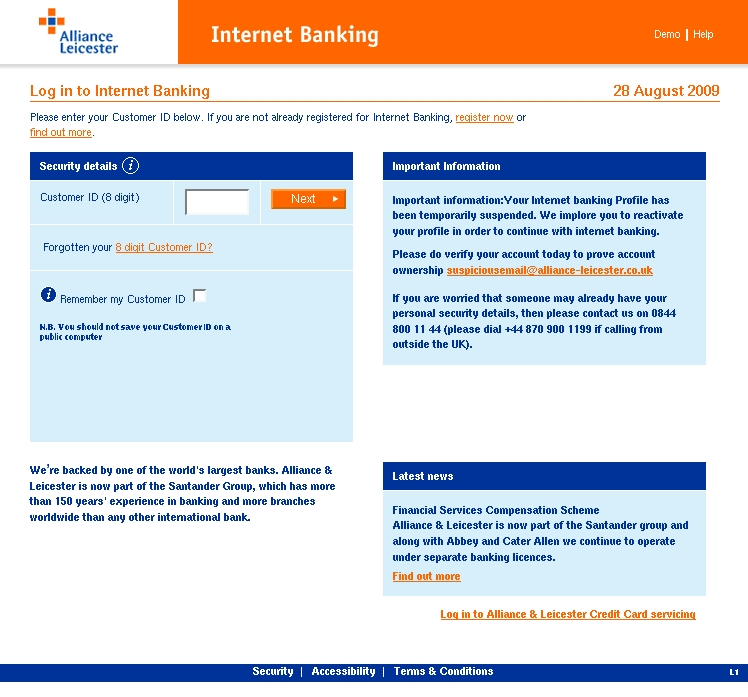 Alliance
Leicester
Internet Banking
Demo | Help
Log in to Internet Banking
28 August 2009
Please enter your Customer ID below. If you are not already registered for Internet Banking, register now or
find out more.
Security details i
Customer ID (8 digit)
Next
Forgotten your 8 digit Customer ID?
i Remember my Customer ID
N.B. You should not save your Customer ID on a
public computer
Important Information
Important information:Your Internet banking Profile has
been temporarily suspended. We implore you to reactivate
your profile in order to continue with internet banking.
Please do verify your account today to prove account
ownership suspiciousemail@alliance-leicester.co.uk
If you are worried that someone may already have your
personal security details, then please contact us on 0844
800 11 44 (please dial +44 870 900 1199 if calling from
outside the UK).
We're backed by one of the world's largest banks. Alliance &
Leicester is now part of the Santander Group, which has more
than 150 years' experience in banking and more branches
worldwide than any other international bank.
Latest news
Financial Services Compensation Scheme
Alliance & Leicester is now part of the Santander group and
along with Abbey and Cater Allen we continue to operate
under separate banking licences.
Find out more
Log in to Alliance & Leicester Credit Card servicing
Security | Accessibility | Terms & Conditions
L1